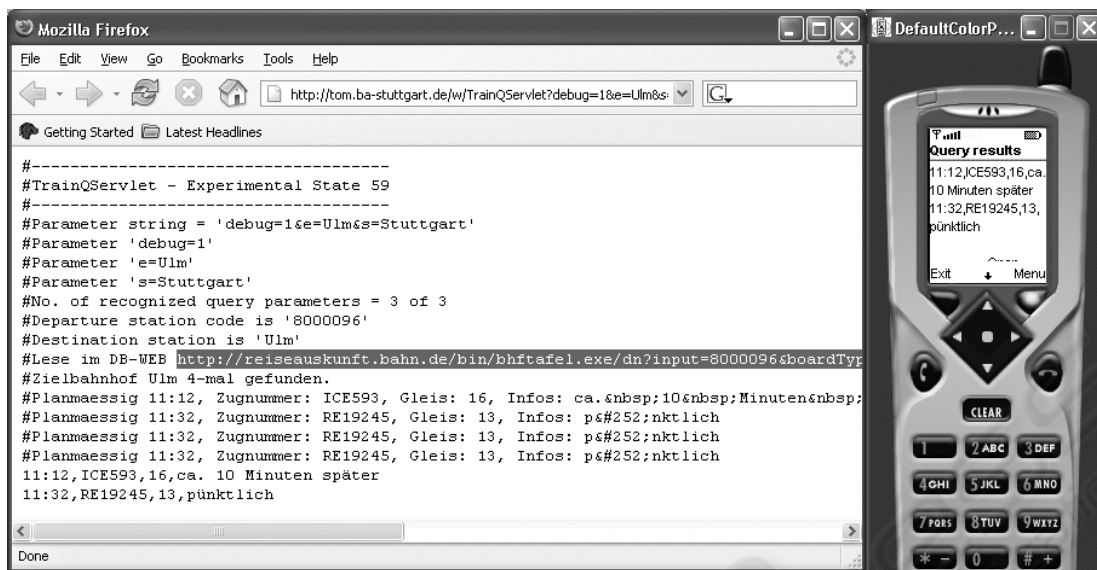 Mozilla Firefox
File Edit View Go Bookmarks Tools Help
http://tom.ba-stuttgart.de/w/TrainQServlet?debug=1&e=Ulm&s=
G
Getting Started Latest Headlines
#-------------------------------------
#TrainQServlet - Experimental State 59
#-------------------------------------
#Parameter string = 'debug=1&e=Ulm&s=Stuttgart'
#Parameter 'debug=1'
#Parameter 'e=Ulm'
#Parameter 's=Stuttgart'
#No. of recognized query parameters = 3 of 3
#Departure station code is '8000096'
#Destination station is 'Ulm'
#Lese im DB-WEB http://reiseauskunft.bahn.de/bin/bhftafel.exe/dn?input=8000096&boardTyp
#Zielbahnhof Ulm 4-mal gefunden.
#Planmaessig 11:12, Zugnummer: ICE593, Gleis: 16, Infos: ca.&nbsp;10&nbsp;Minuten&nbsp;
#Planmaessig 11:32, Zugnummer: RE19245, Gleis: 13, Infos: p&#252;nktlich
#Planmaessig 11:32, Zugnummer: RE19245, Gleis: 13, Infos: p&#252;nktlich
#Planmaessig 11:32, Zugnummer: RE19245, Gleis: 13, Infos: p&#252;nktlich
11:12,ICE593,16,ca. 10 Minuten später
11:32,RE19245,13,pünktlich
Done
DefaultColorP...
Query results
11:12,ICE593,16,ca.
10 Minuten später
11:32,RE19245,13,
pünktlich
Exit Menu
CLEAR
1 2 ABC 3 DEF
4 GHI 5 JKL 6 MNO
7 PQRS 8 TUV 9 WXYZ
* - 0 # +